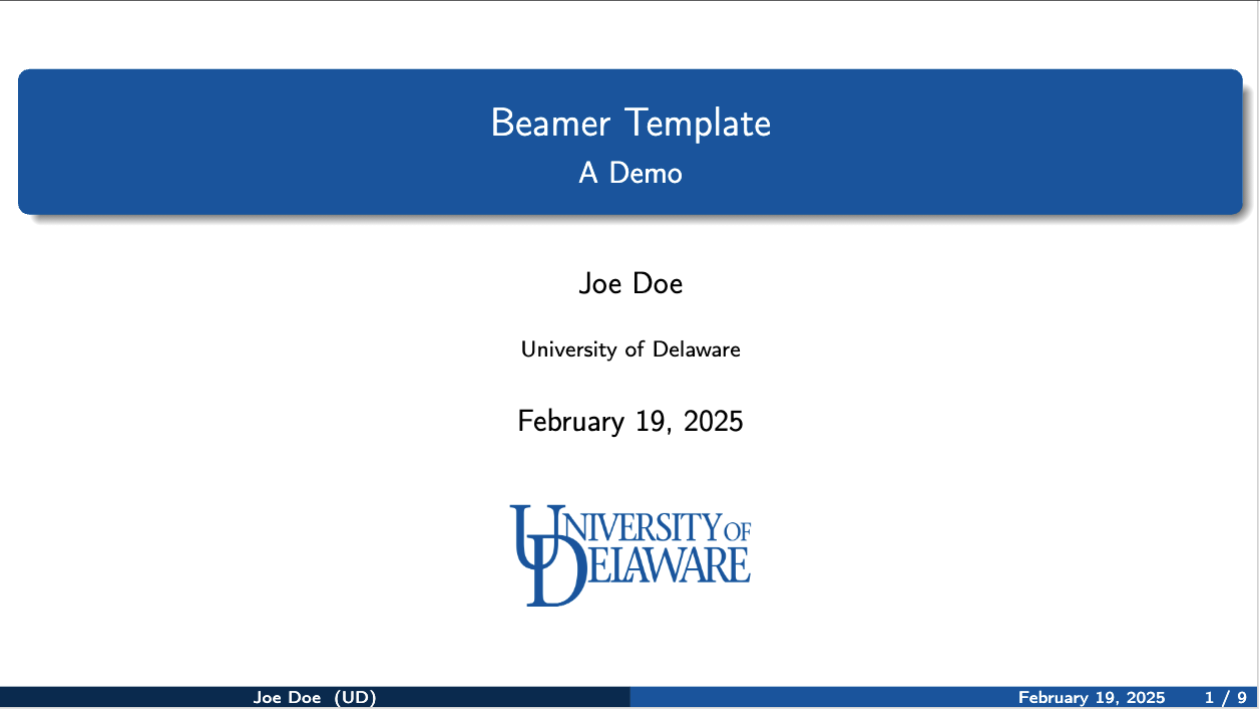 Beamer Template
A Demo
Joe Doe
University of Delaware
February 19, 2025
UNIVERSITY OF
DELAWARE
Joe Doe (UD)
February 19, 2025 1 / 9